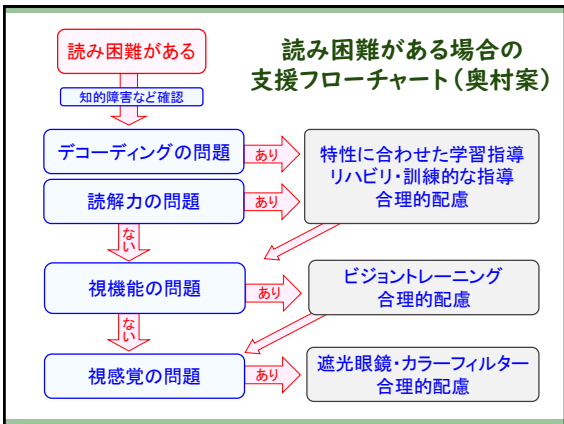 読み困難がある
読み困難がある場合の
支援フローチャート(奥村案)
知的障害など確認
デコーディングの問題
あり
特性に合わせた学習指導
リハビリ・訓練的な指導
合理的配慮
読解力の問題
あり
ない
視機能の問題
あり
ビジョントレーニング
合理的配慮
ない
視感覚の問題
あり
遮光眼鏡・カラーフィルター
合理的配慮